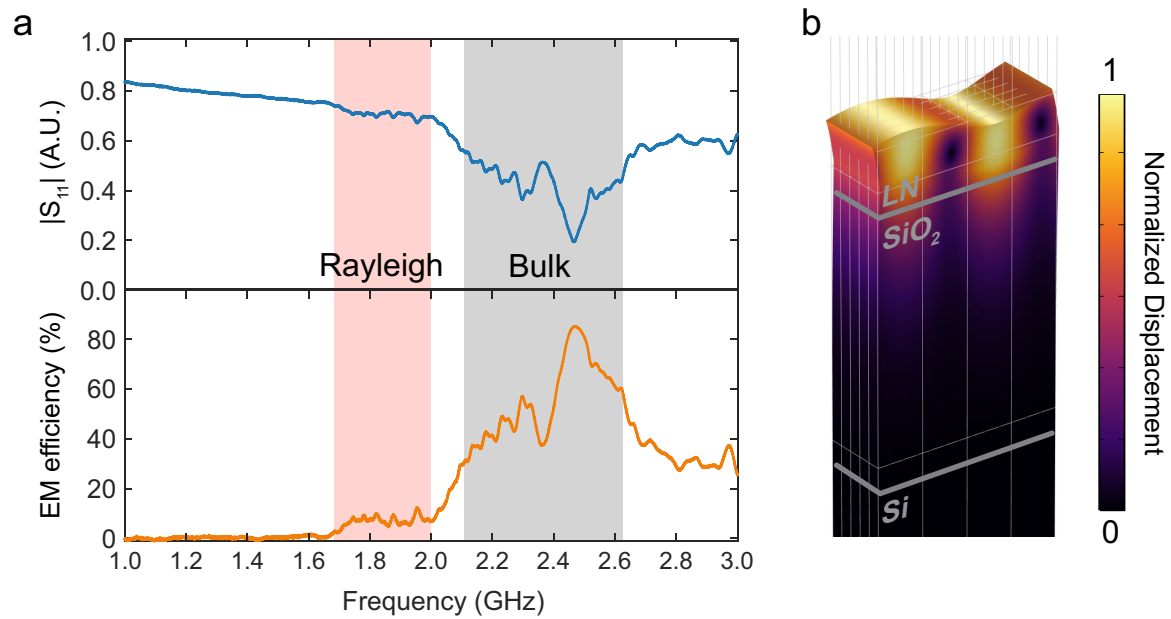 a
|S₁₁| (A.U.)
1.0
0.8
0.6
0.4
0.2
0.0
Rayleigh
Bulk
EM efficiency (%)
80
60
40
20
0
1.0 1.2 1.4 1.6 1.8 2.0 2.2 2.4 2.6 2.8 3.0
Frequency (GHz)
b
LN
SiO₂
Si
1
0
Normalized Displacement